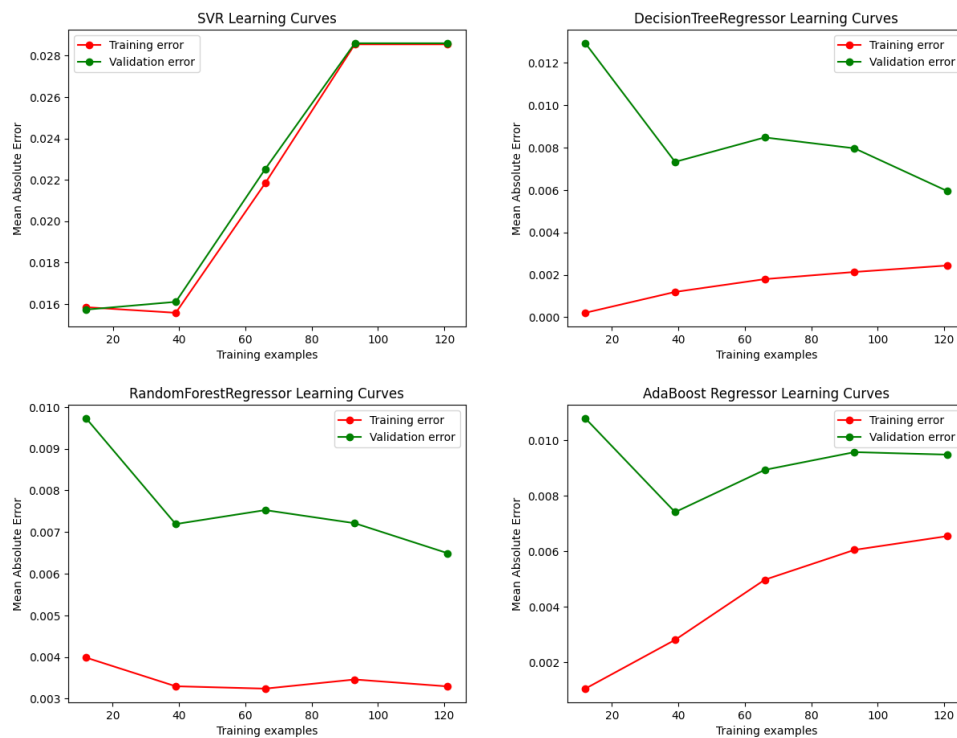 SVR Learning Curves
Training error
Validation error
Mean Absolute Error
0.028
0.026
0.024
0.022
0.020
0.018
0.016
20 40 60 80 100 120
Training examples
DecisionTreeRegressor Learning Curves
Training error
Validation error
Mean Absolute Error
0.012
0.010
0.008
0.006
0.004
0.002
0.000
20 40 60 80 100 120
Training examples
RandomForestRegressor Learning Curves
Training error
Validation error
Mean Absolute Error
0.010
0.009
0.008
0.007
0.006
0.005
0.004
0.003
20 40 60 80 100 120
Training examples
AdaBoost Regressor Learning Curves
Training error
Validation error
Mean Absolute Error
0.010
0.008
0.006
0.004
0.002
20 40 60 80 100 120
Training examples